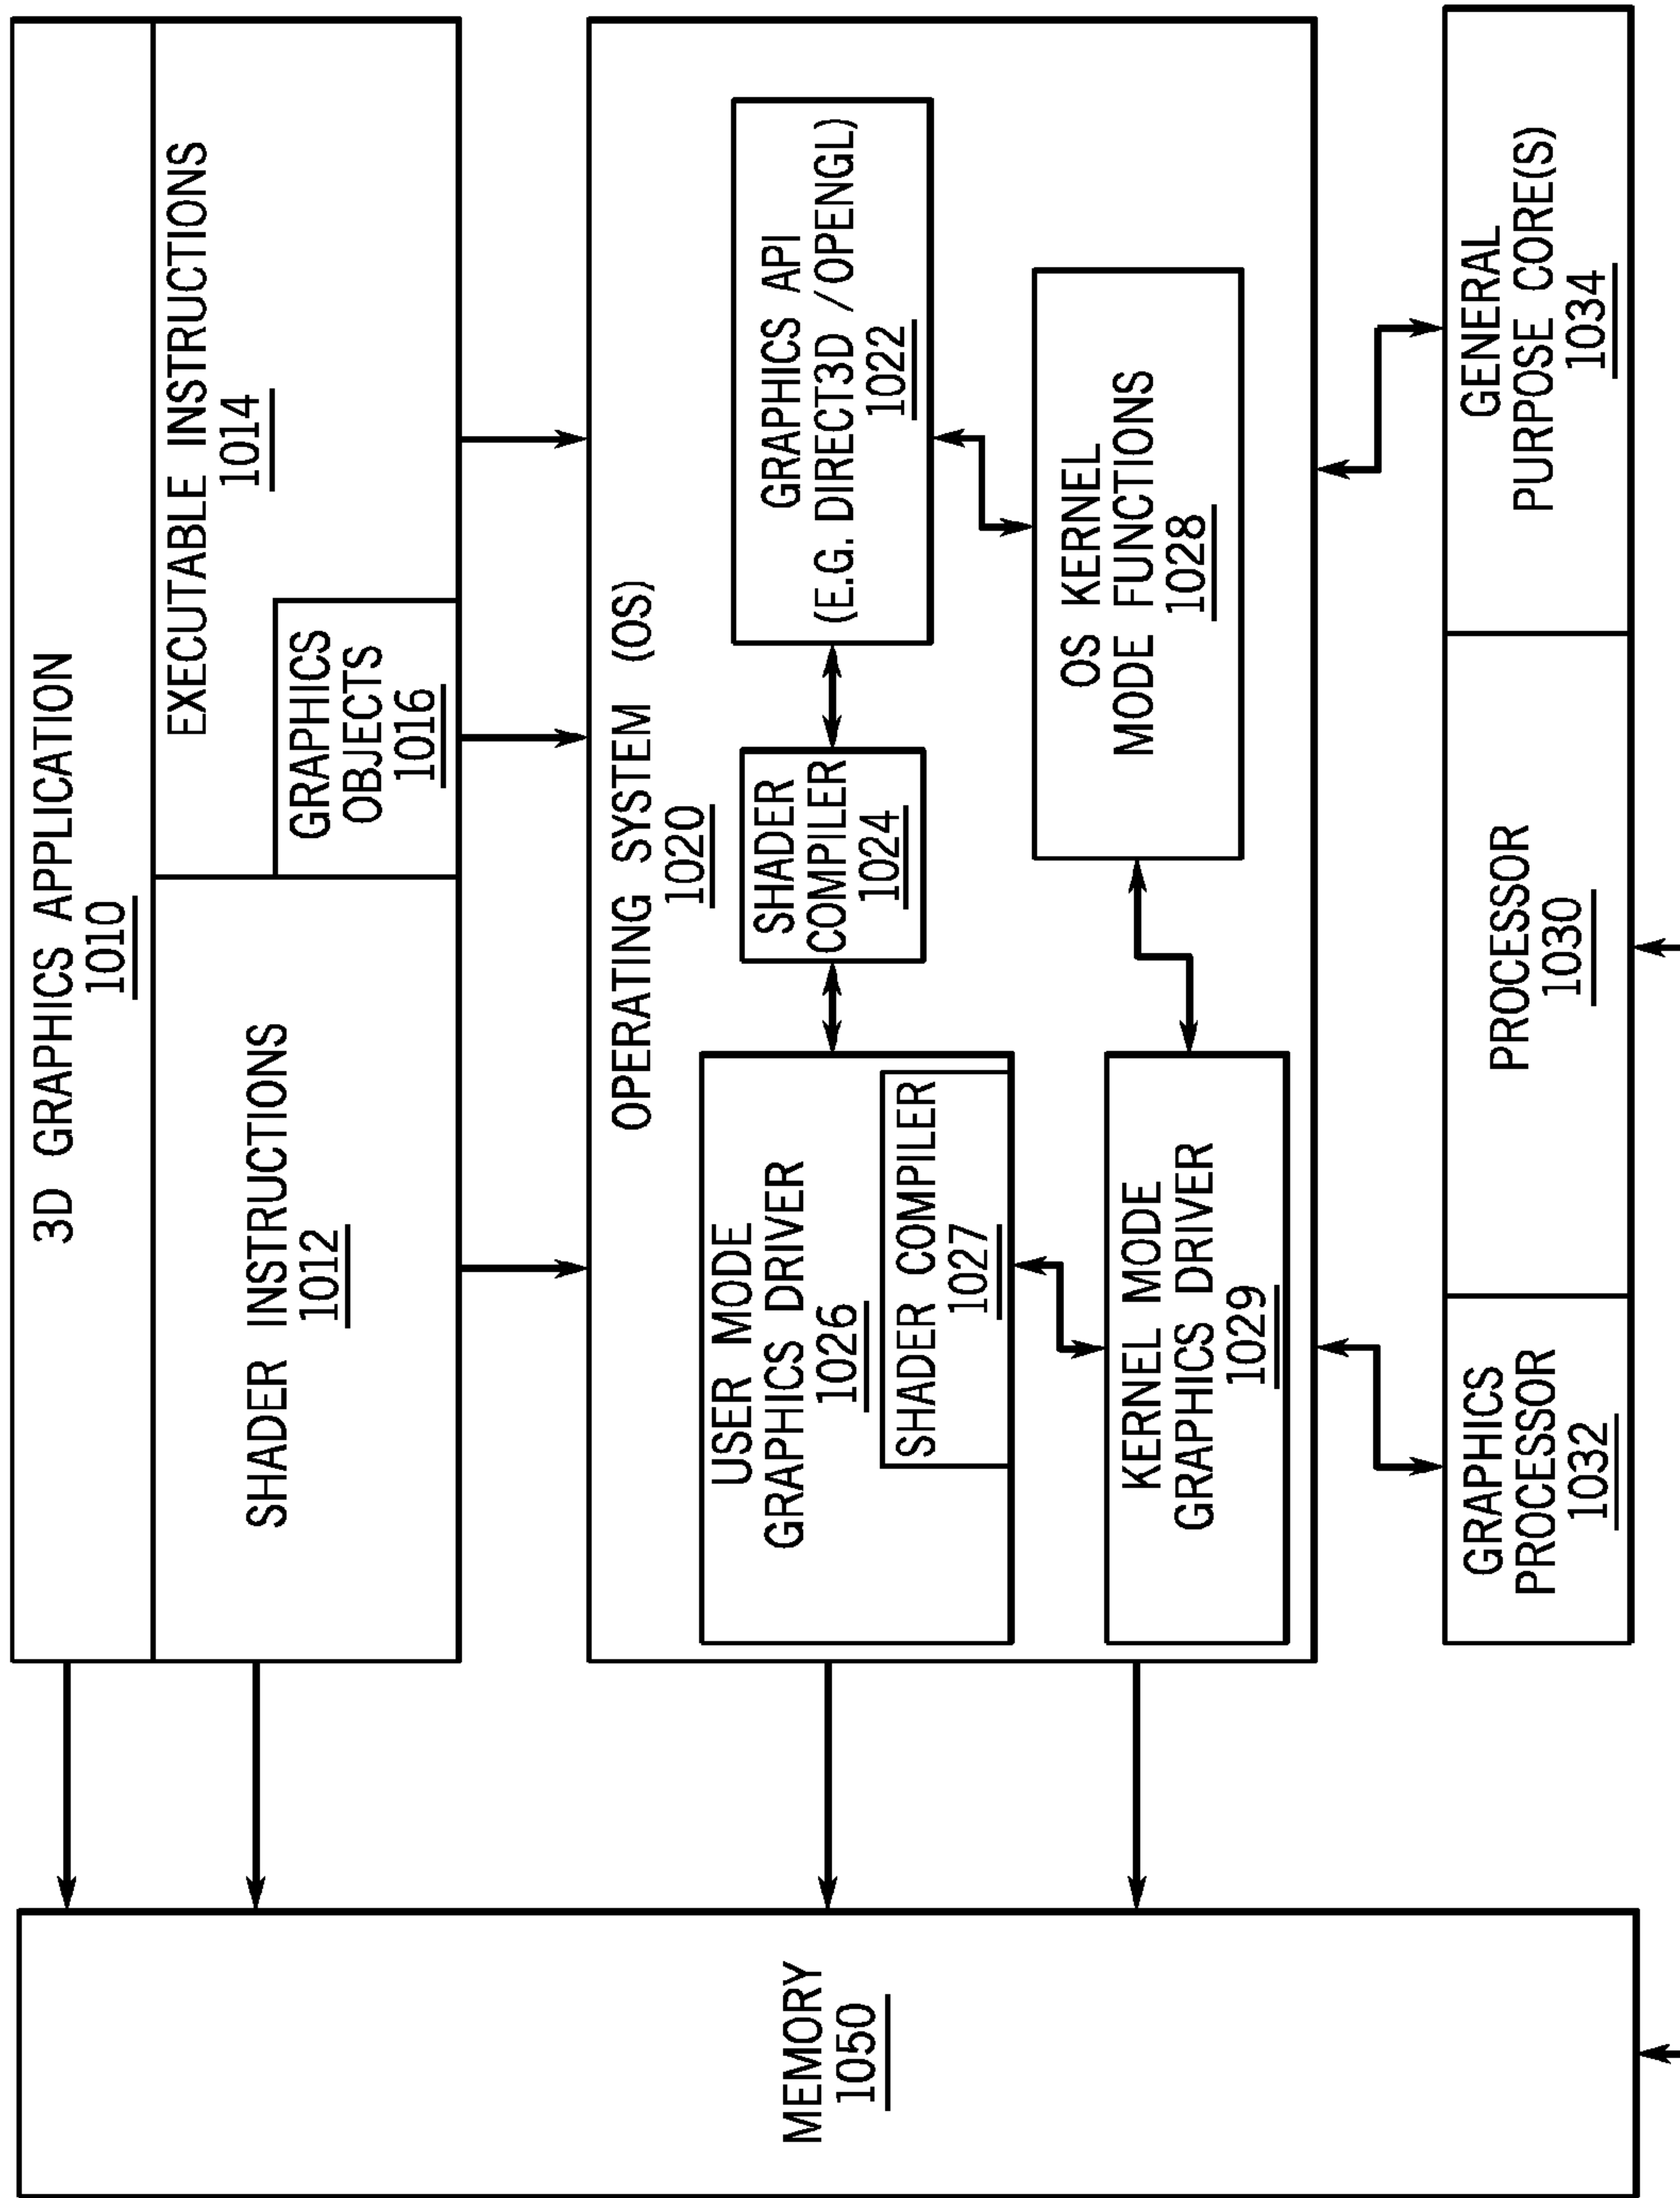 3D GRAPHICS APPLICATION
1010
SHADER INSTRUCTIONS
1012
EXECUTABLE INSTRUCTIONS
1014
GRAPHICS
OBJECTS
1016
OPERATING SYSTEM (OS)
1020
USER MODE
GRAPHICS DRIVER
1026
SHADER COMPILER
1027
SHADER
COMPILER
1024
GRAPHICS API
(E.G. DIRECT3D /OPENGL)
1022
KERNEL MODE
GRAPHICS DRIVER
1029
OS KERNEL
MODE FUNCTIONS
1028
GRAPHICS
PROCESSOR
1032
PROCESSOR
1030
GENERAL
PURPOSE CORE(S)
1034
MEMORY
1050